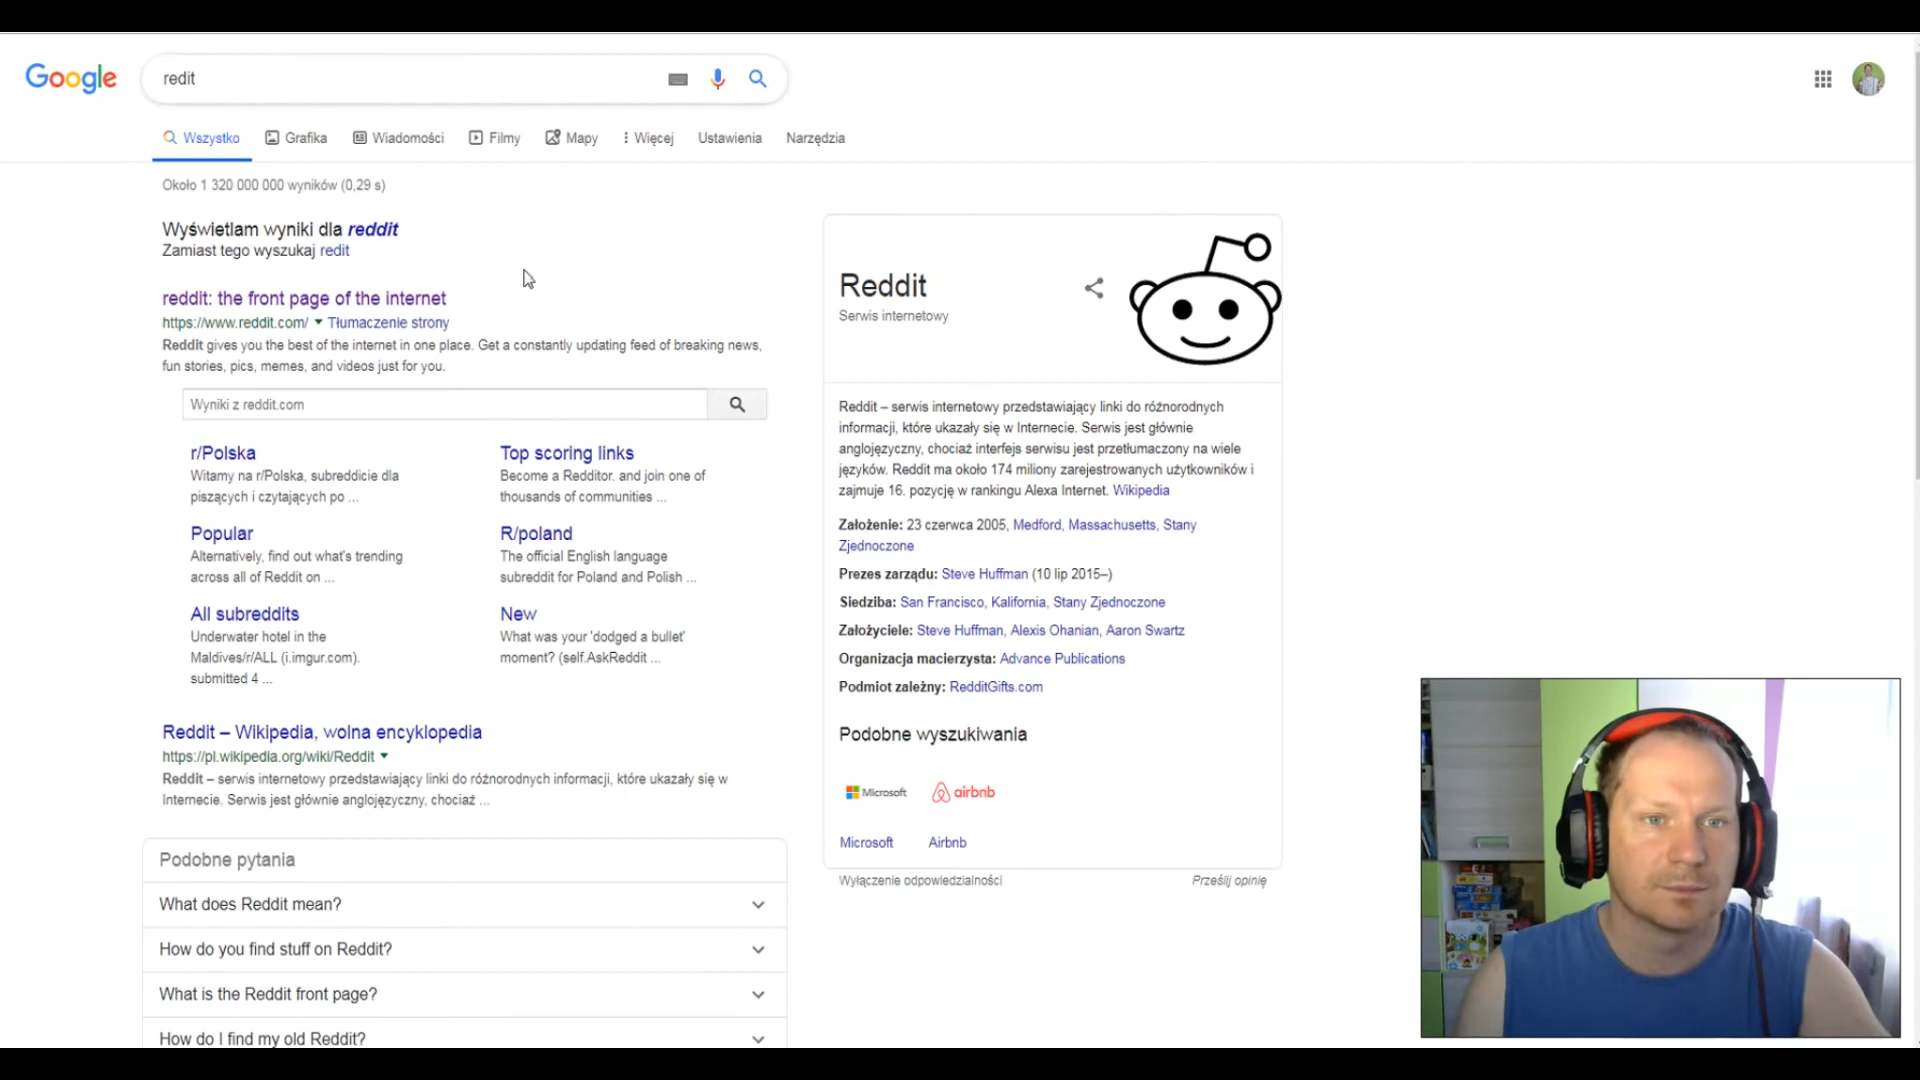 Google
redit
Wszystko
Grafika
Wiadomości
Filmy
Mapy
Więcej
Ustawienia
Narzędzia
Około 1 320 000 000 wyników (0,29 s)
Wyświetlam wyniki dla reddit
Zamiast tego wyszukaj redit
reddit: the front page of the internet
https://www.reddit.com/ Tłumaczenie strony
Reddit gives you the best of the internet in one place. Get a constantly updating feed of breaking news,
fun stories, pics, memes, and videos just for you.
Wyniki z reddit.com
r/Polska
Witamy na r/Polska, subreddicie dla
piszących i czytających po ...
Top scoring links
Become a Redditor. and join one of
thousands of communities ...
Popular
Alternatively, find out what's trending
across all of Reddit on ...
R/poland
The official English language
subreddit for Poland and Polish ...
All subreddits
Underwater hotel in the
Maldives/r/ALL (i.imgur.com).
submitted 4 ...
New
What was your 'dodged a bullet'
moment? (self.AskReddit ...
Reddit – Wikipedia, wolna encyklopedia
https://pl.wikipedia.org/wiki/Reddit
Reddit – serwis internetowy przedstawiający linki do różnorodnych informacji, które ukazały się w
Internecie. Serwis jest głównie anglojęzyczny, chociaż ...
Podobne pytania
What does Reddit mean?
How do you find stuff on Reddit?
What is the Reddit front page?
How do I find my old Reddit?
Reddit
Serwis internetowy
Reddit – serwis internetowy przedstawiający linki do różnorodnych
informacji, które ukazały się w Internecie. Serwis jest głównie
anglojęzyczny, chociaż interfejs serwisu jest przetłumaczony na wiele
języków. Reddit ma około 174 miliony zarejestrowanych użytkowników i
zajmuje 16. pozycję w rankingu Alexa Internet. Wikipedia
Założenie: 23 czerwca 2005, Medford, Massachusetts, Stany
Zjednoczone
Prezes zarządu: Steve Huffman (10 lip 2015–)
Siedziba: San Francisco, Kalifornia, Stany Zjednoczone
Założyciele: Steve Huffman, Alexis Ohanian, Aaron Swartz
Organizacja macierzysta: Advance Publications
Podmiot zależny: RedditGifts.com
Podobne wyszukiwania
Microsoft
airbnb
Microsoft
Airbnb
Wyłączenie odpowiedzialności
Prześlij opinię